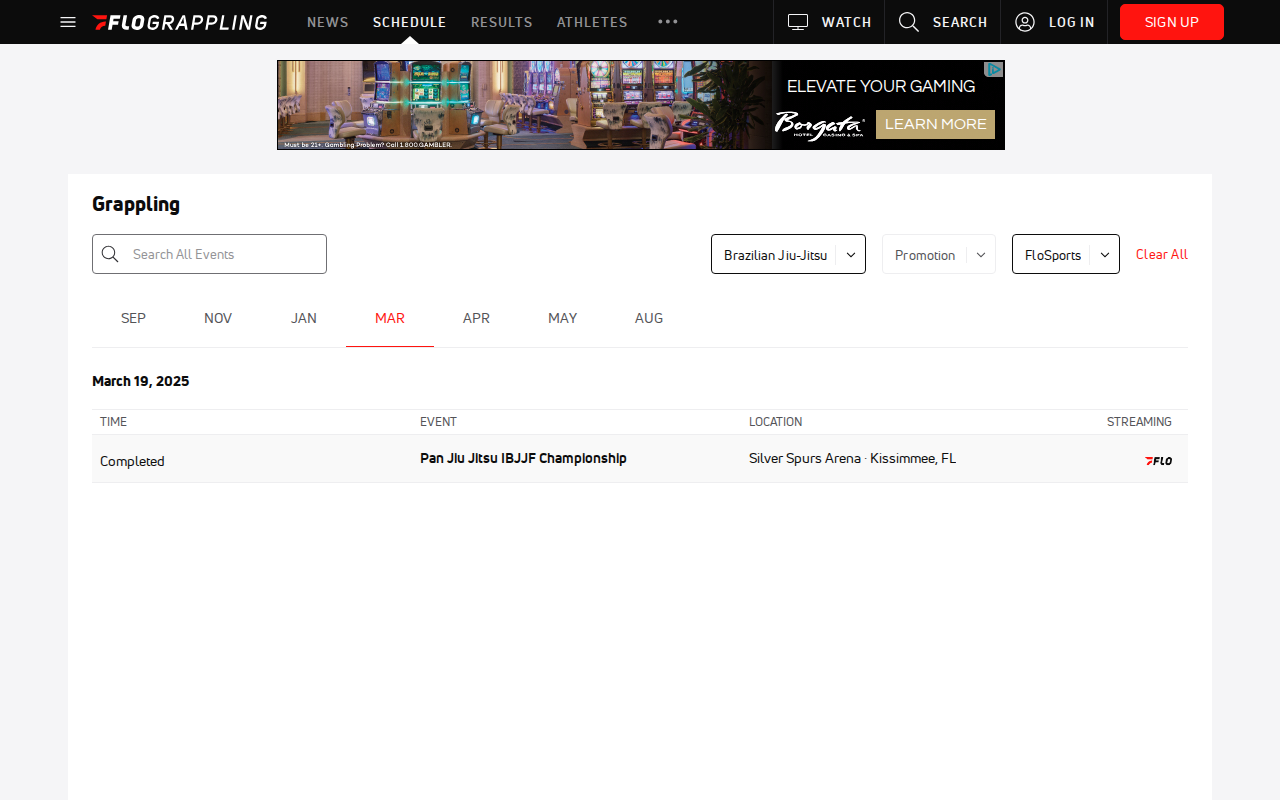 FLOGRAPPLING NEWS SCHEDULE RESULTS ATHLETES ••• WATCH SEARCH LOG IN SIGN UP
ELEVATE YOUR GAMING
Borgata
HOTEL CASINO & SPA
LEARN MORE
Must be 21+. Gambling Problem? Call 1.800.GAMBLER.
Grappling
Search All Events Brazilian Jiu-Jitsu Promotion FloSports Clear All
SEP NOV JAN MAR APR MAY AUG
March 19, 2025
TIME EVENT LOCATION STREAMING
Completed Pan Jiu Jitsu IBJJF Championship Silver Spurs Arena · Kissimmee, FL FLO